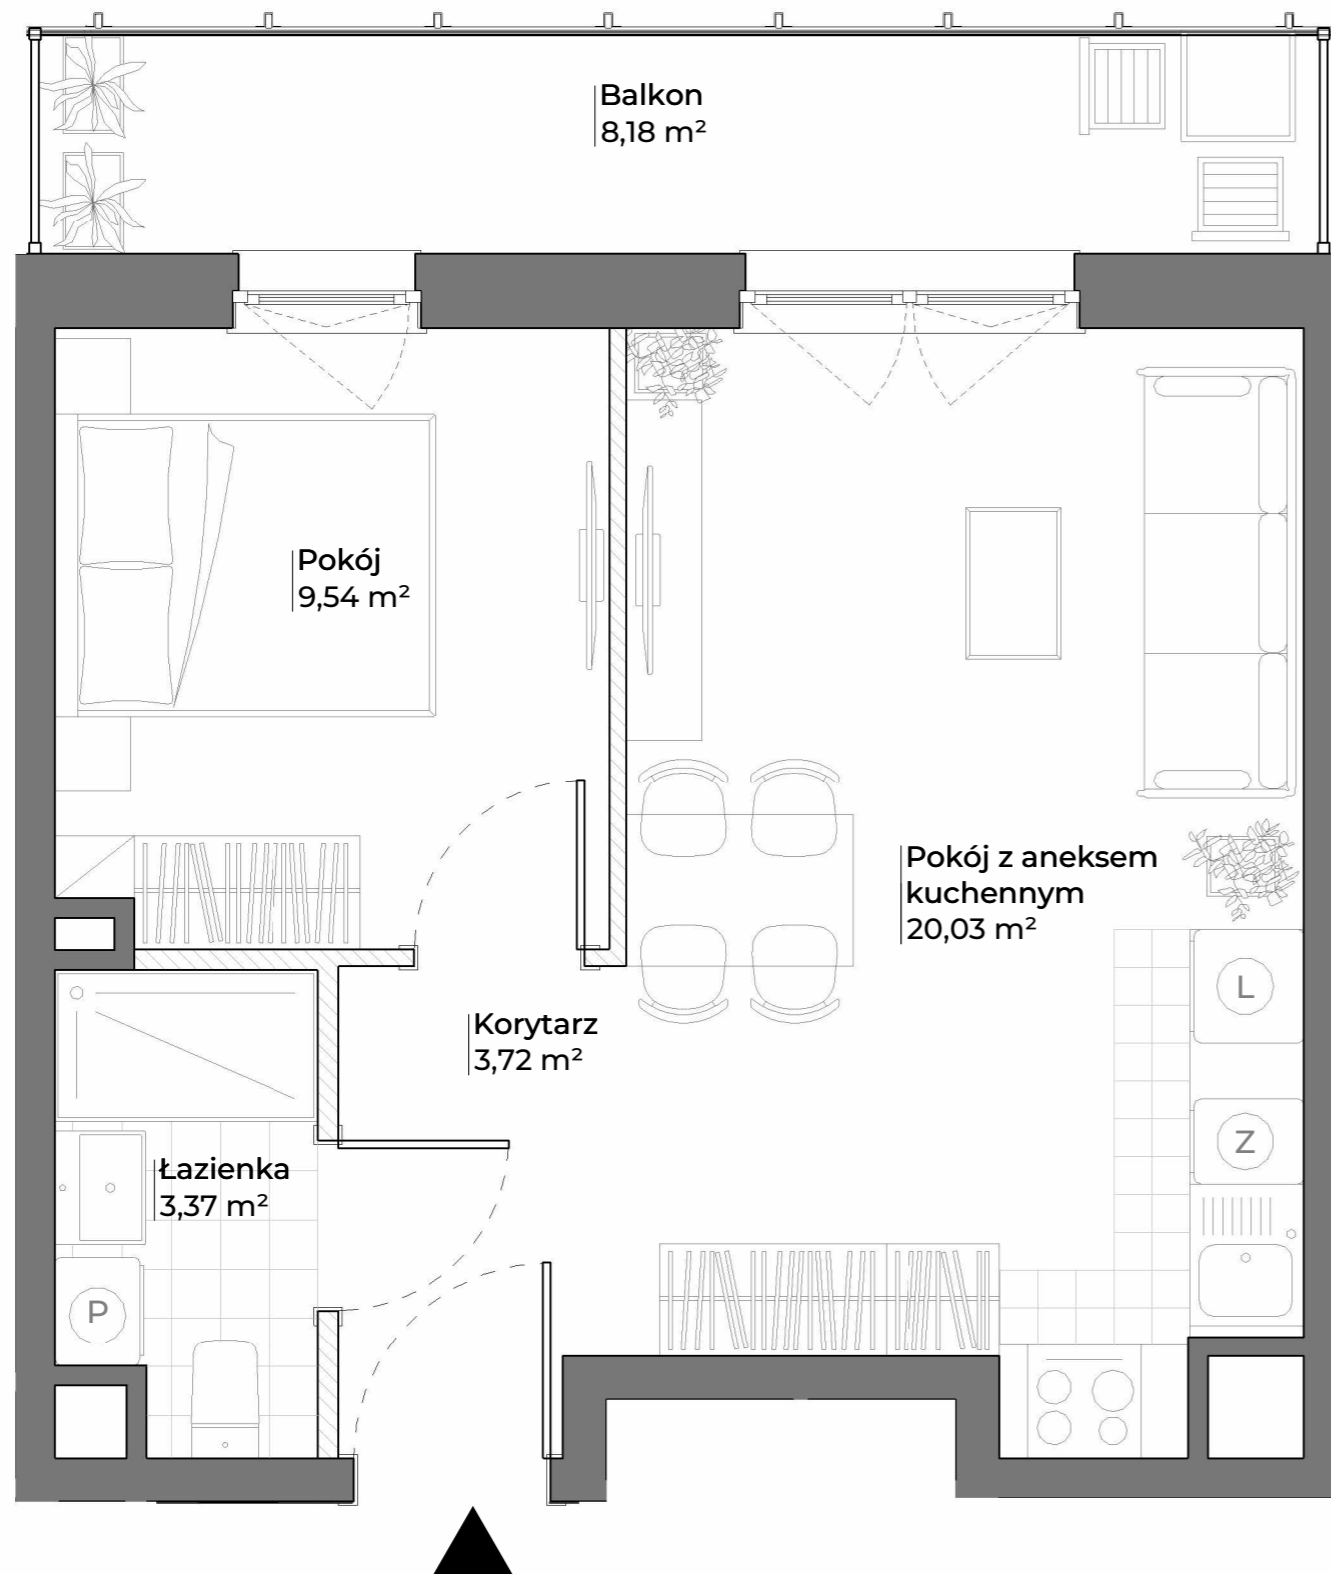 Balkon
8,18 m²
Pokój
9,54 m²
Pokój z aneksem
kuchennym
20,03 m²
L
Korytarz
3,72 m²
Z
Łazienka
3,37 m²
P